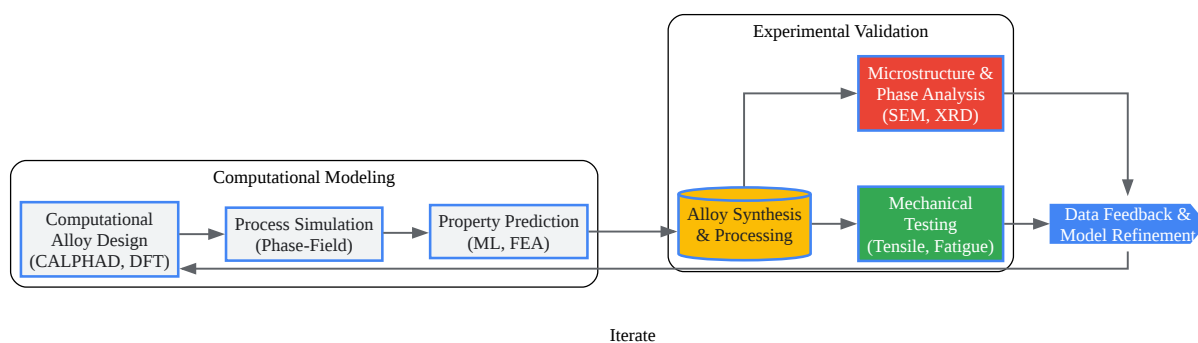 Experimental Validation
Microstructure &
Phase Analysis
(SEM, XRD)
Computational Modeling
Computational
Alloy Design
(CALPHAD, DFT)
Process Simulation
(Phase-Field)
Property Prediction
(ML, FEA)
Alloy Synthesis
& Processing
Mechanical
Testing
(Tensile, Fatigue)
Data Feedback &
Model Refinement
Iterate